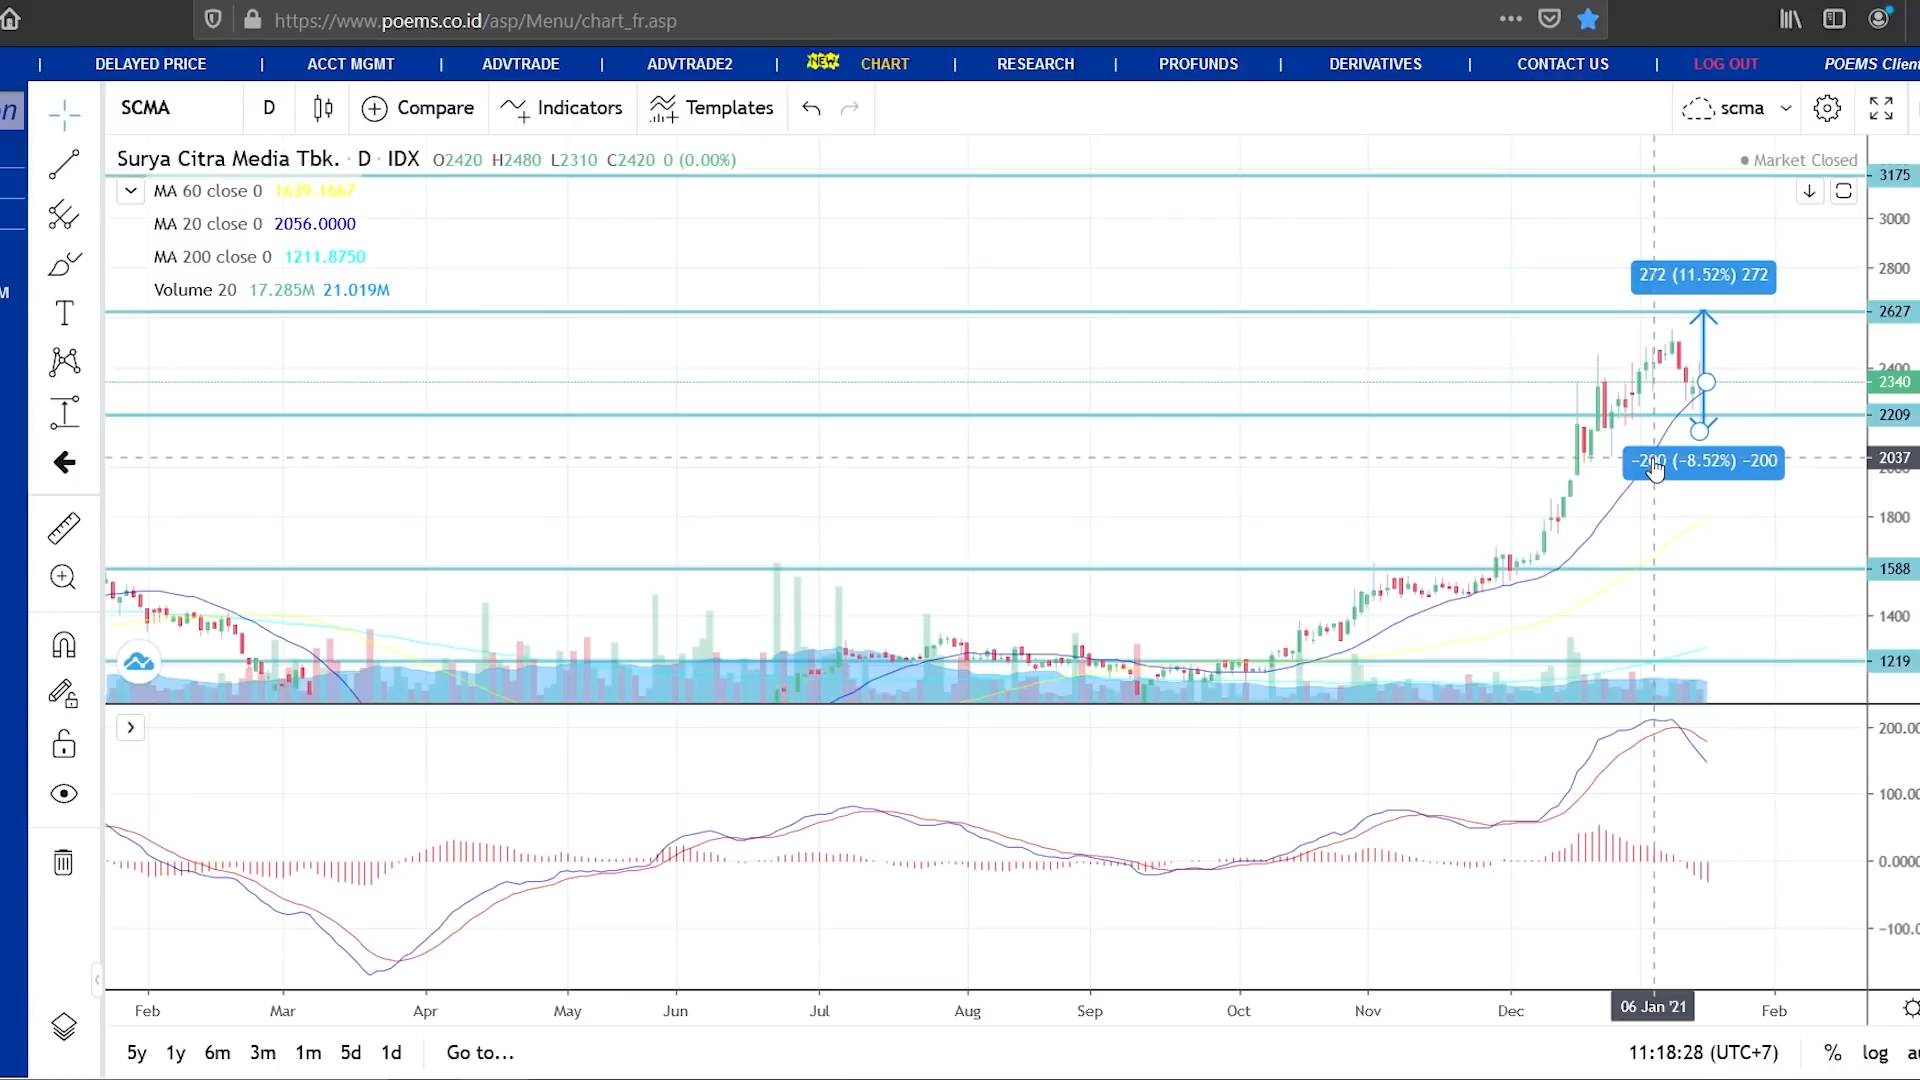 https://www.poems.co.id/asp/Menu/chart_fr.asp
DELAYED PRICE | ACCT MGMT | ADVTRADE | ADVTRADE2 | NEW CHART | RESEARCH | PROFUNDS | DERIVATIVES | CONTACT US | LOG OUT POEMS Client
SCMA D Compare Indicators Templates scma
Surya Citra Media Tbk. · D · IDX O2420 H2480 L2310 C2420 0 (0.00%) Market Closed
3175
MA 60 close 0 1639.1667
MA 20 close 0 2056.0000
3000
MA 200 close 0 1211.8750
2800
272 (11.52%) 272
Volume 20 17.285M 21.019M
2627
2400
2340
2209
−200 (−8.52%) −200
2037
1800
1588
1400
1219
200.00
100.00
0.0000
−100.0
Feb Mar Apr May Jun Jul Aug Sep Oct Nov Dec 06 Jan '21 Feb
5y 1y 6m 3m 1m 5d 1d Go to... 11:18:28 (UTC+7) % log